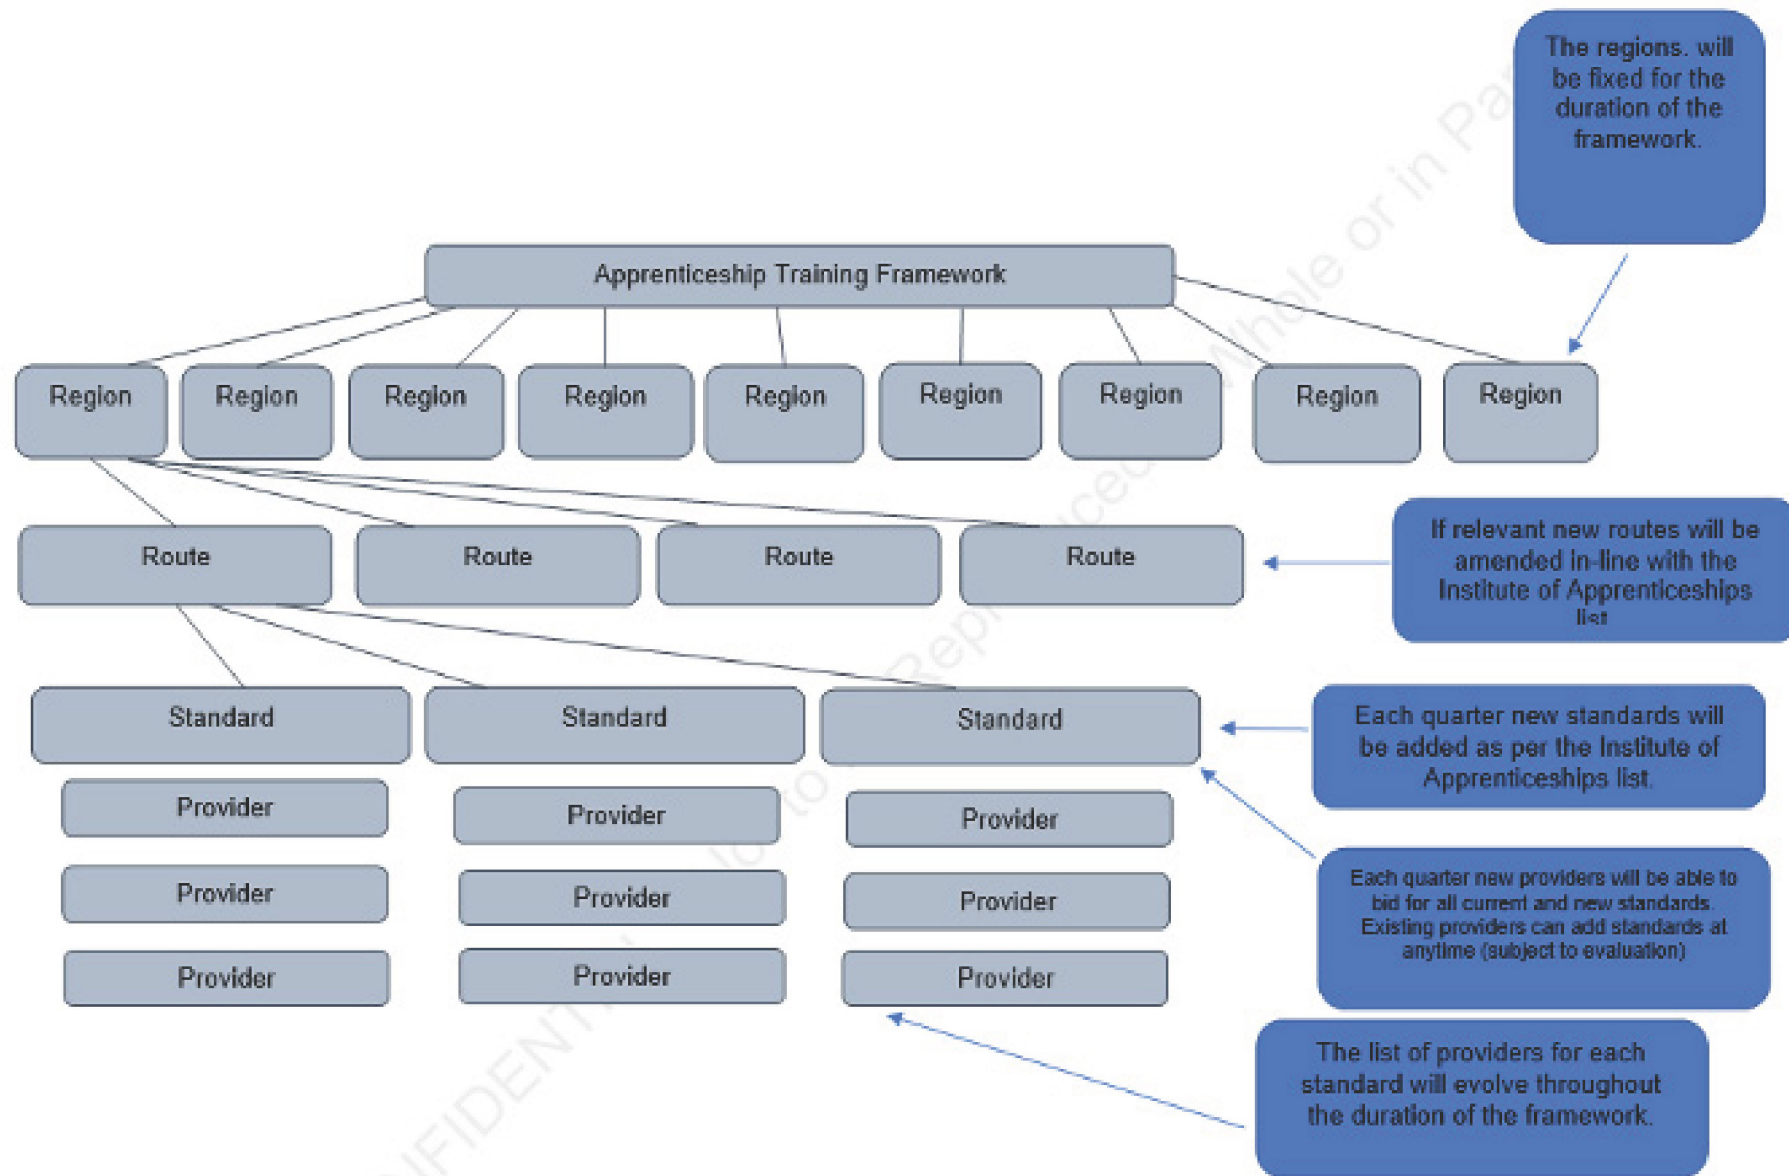 The regions. will
be fixed for the
duration of the
framework.
Apprenticeship Training Framework
Region
Region
Region
Region
Region
Region
Region
Region
Region
Route
Route
Route
Route
If relevant new routes will be
amended in-line with the
Institute of Apprenticeships
list
Standard
Standard
Standard
Each quarter new standards will
be added as per the Institute of
Apprenticeships list.
Provider
Provider
Provider
Provider
Provider
Provider
Provider
Provider
Provider
Each quarter new providers will be able to
bid for all current and new standards.
Existing providers can add standards at
anytime (subject to evaluation)
The list of providers for each
standard will evolve throughout
the duration of the framework.
Whole or in